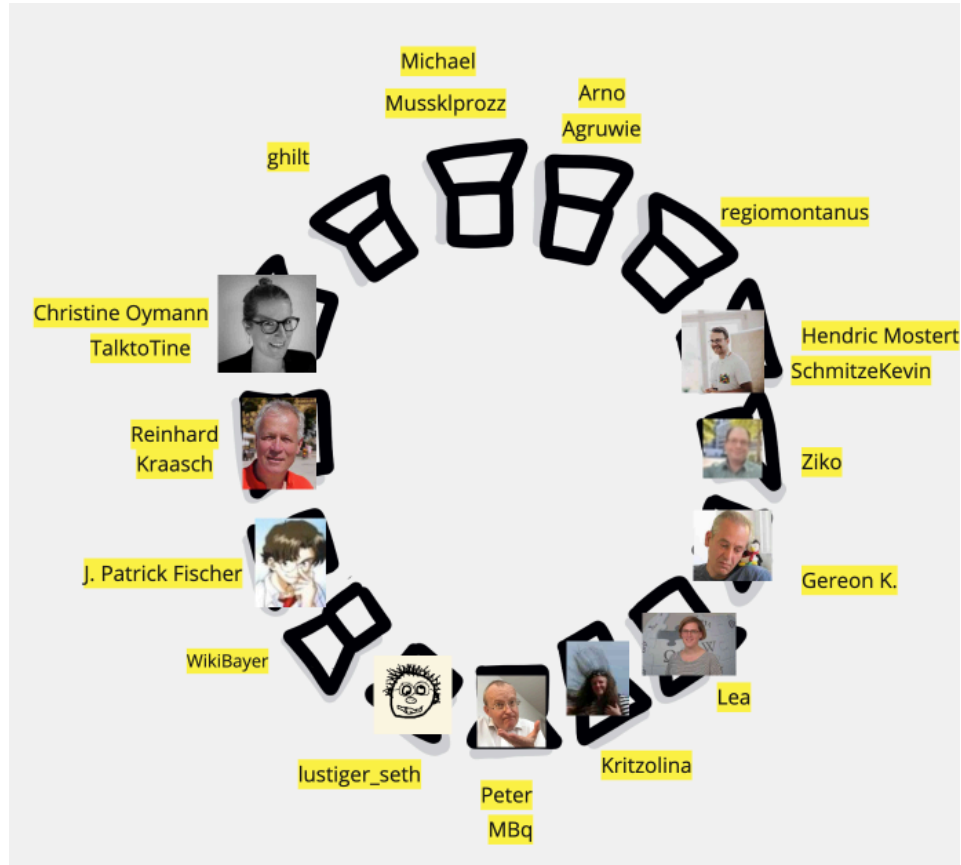 Michael
Mussklprozz
Arno
Agruwie
ghilt
regiomontanus
Christine Oymann
TalktoTine
Hendric Mostert
SchmitzeKevin
Reinhard
Kraasch
Ziko
J. Patrick Fischer
Gereon K.
WikiBayer
Lea
lustiger_seth
Kritzolina
Peter
MBq